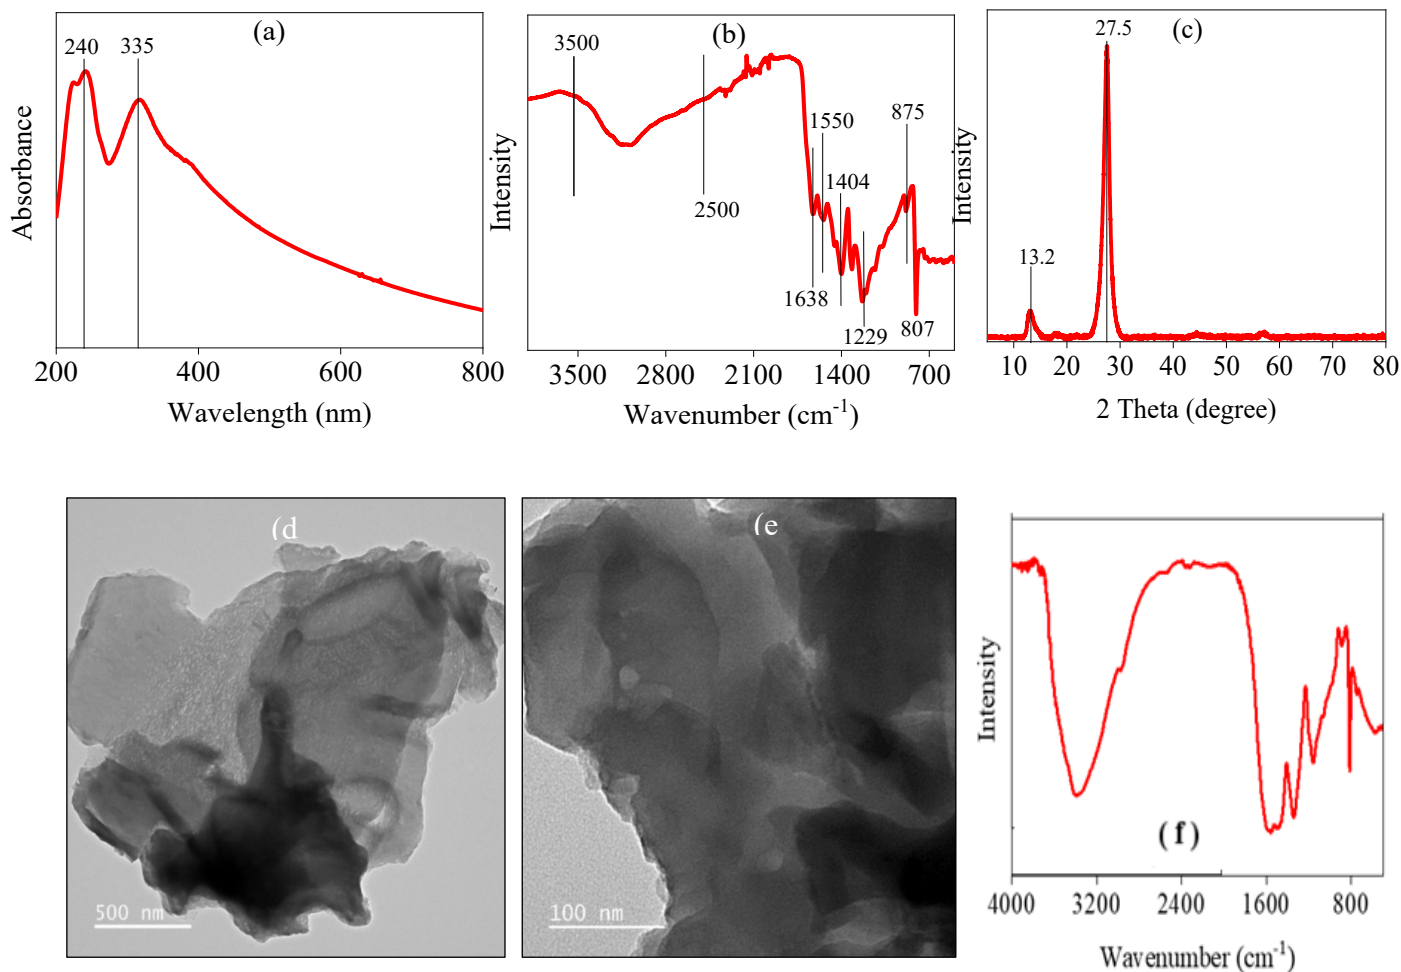 (a)
240
335
Absorbance
200
400
600
800
Wavelength (nm)
(b)
3500
2500
1550
875
1404
1638
1229
807
Intensity
3500
2800
2100
1400
700
Wavenumber (cm-1)
27.5
(c)
13.2
Intensity
10
20
30
40
50
60
70
80
2 Theta (degree)
(d
500 nm
(e
100 nm
Intensity
(f)
4000
3200
2400
1600
800
Wavenumber (cm-1)